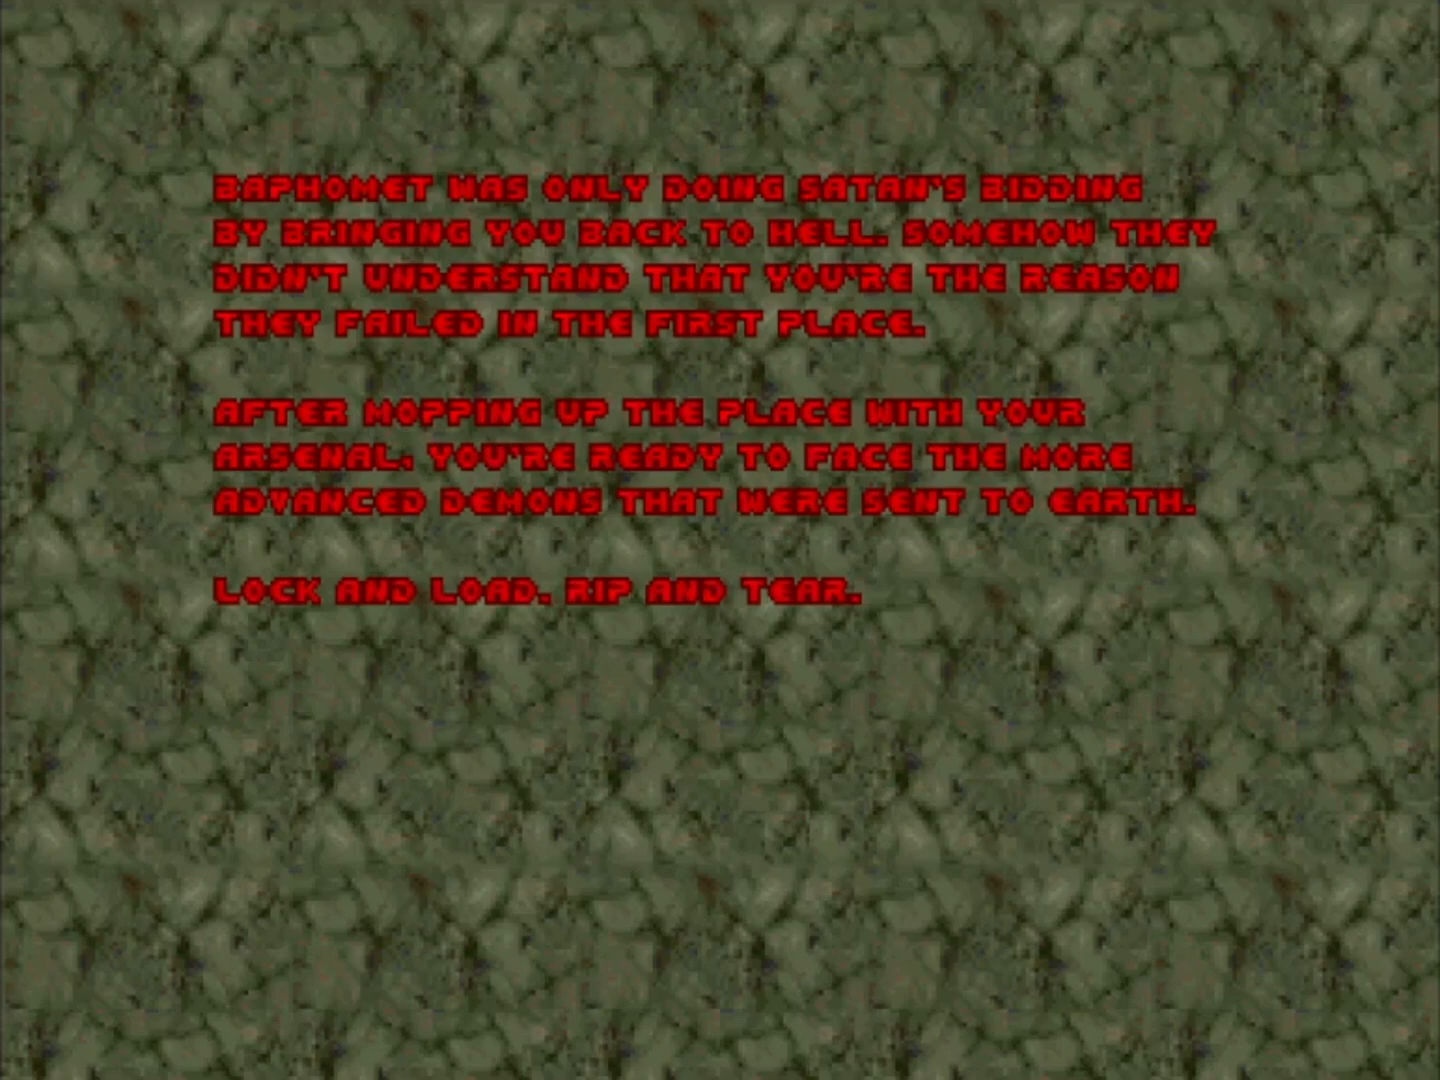 BAPHOMET WAS ONLY DOING SATAN'S BIDDING
BY BRINGING YOU BACK TO HELL. SOMEHOW THEY
DIDN'T UNDERSTAND THAT YOU'RE THE REASON
THEY FAILED IN THE FIRST PLACE.
AFTER MOPPING UP THE PLACE WITH YOUR
ARSENAL, YOU'RE READY TO FACE THE MORE
ADVANCED DEMONS THAT WERE SENT TO EARTH.
LOCK AND LOAD. RIP AND TEAR.